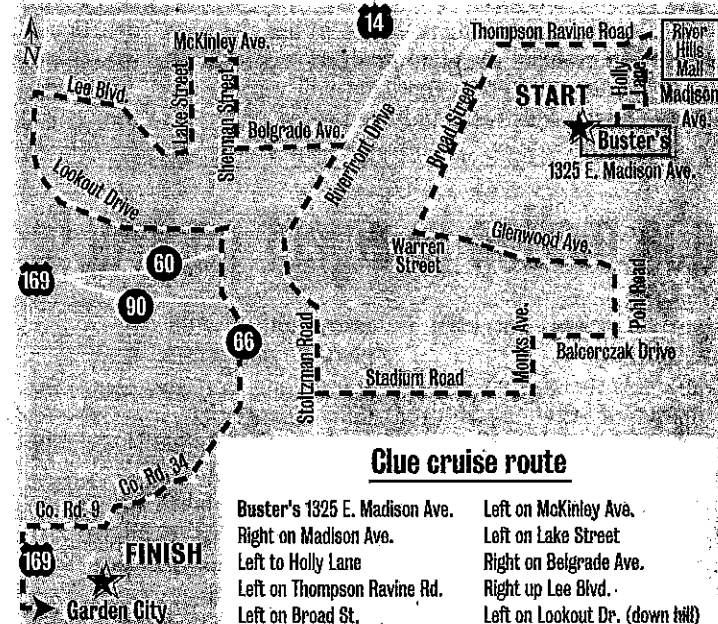 N
14
McKinley Ave.
Thompson Ravine Road
River
Hills
Mall
Lee Blvd.
Lake Street
Sherman Street
Holly
Lane
Madison
Ave.
START
Buster's
1325 E. Madison Ave.
Belgrade Ave.
Riverfront Drive
Broad Street
Lookout Drive
Warren
Street
Glenwood Ave.
60
169
90
66
Pohl Road
Stoltzman Road
Monks Ave.
Balcerczak Drive
Stadium Road
Co. Rd. 34
Co. Rd. 9
169
FINISH
Garden City
Clue cruise route
Buster's 1325 E. Madison Ave.
Right on Madison Ave.
Left to Holly Lane
Left on Thompson Ravine Rd.
Left on Broad St.
Left on McKinley Ave.
Left on Lake Street
Right on Belgrade Ave.
Right up Lee Blvd.
Left on Lookout Dr. (down hill)